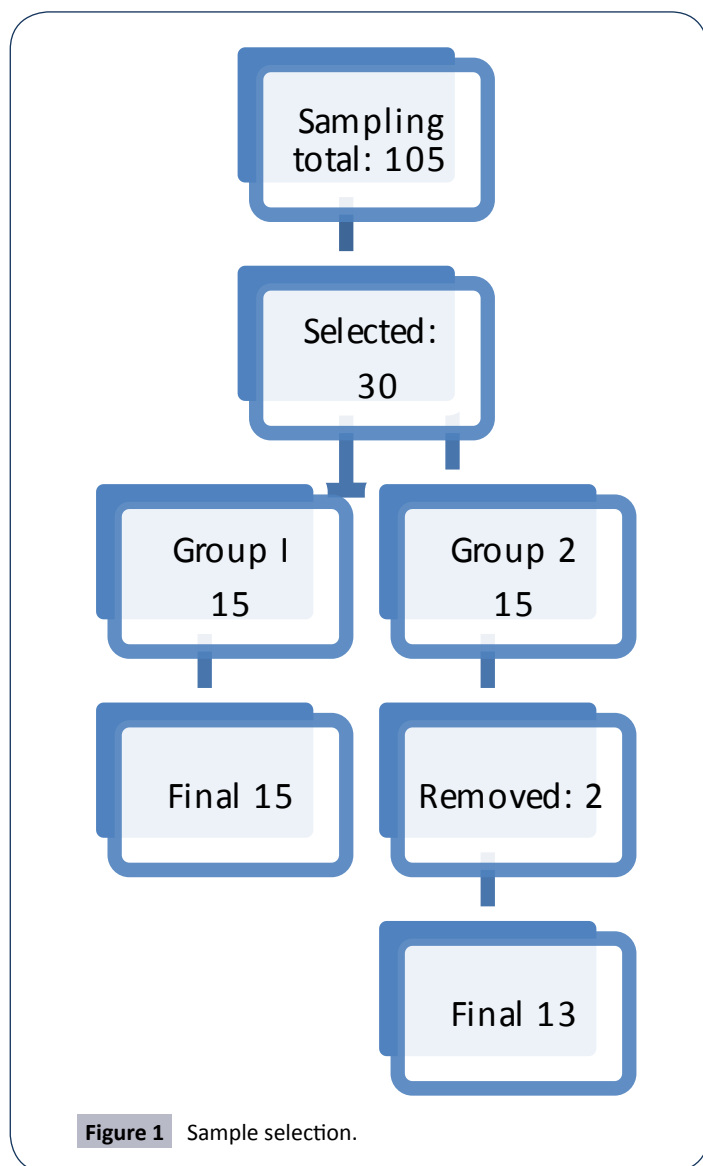 Sampling
total: 105
Selected:
30
Group I
15
Group 2
15
Final 15
Removed: 2
Final 13
Figure 1 Sample selection.